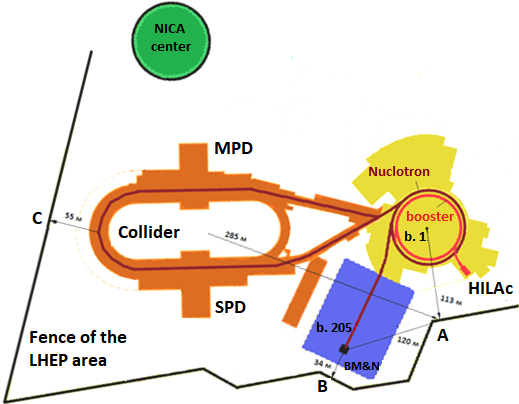 NICA
center
MPD
Nuclotron
booster
b. 1
C
55 м
Collider
285 м
HILAc
SPD
113 м
b. 205
A
120 м
Fence of the
LHEP area
BM&N
34 м
B